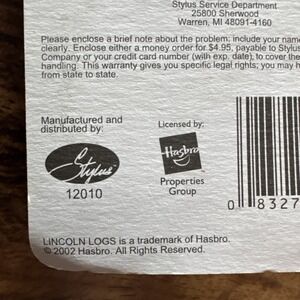 Stylus Service Department
25800 Sherwood
Warren, MI 48091-4160
Please enclose a brief note about the problem, include your name
clearly. Enclose either a money order for $4.95, payable to Stylus
Company or your credit card number (with exp. date), to cover the
handling. This warranty gives you specific legal rights; you may h
from state to state.
Manufactured and
distributed by:
Stylus
12010
Licensed by:
Hasbro
Properties
Group
0 8327
LINCOLN LOGS is a trademark of Hasbro.
© 2002 Hasbro. All Rights Reserved.